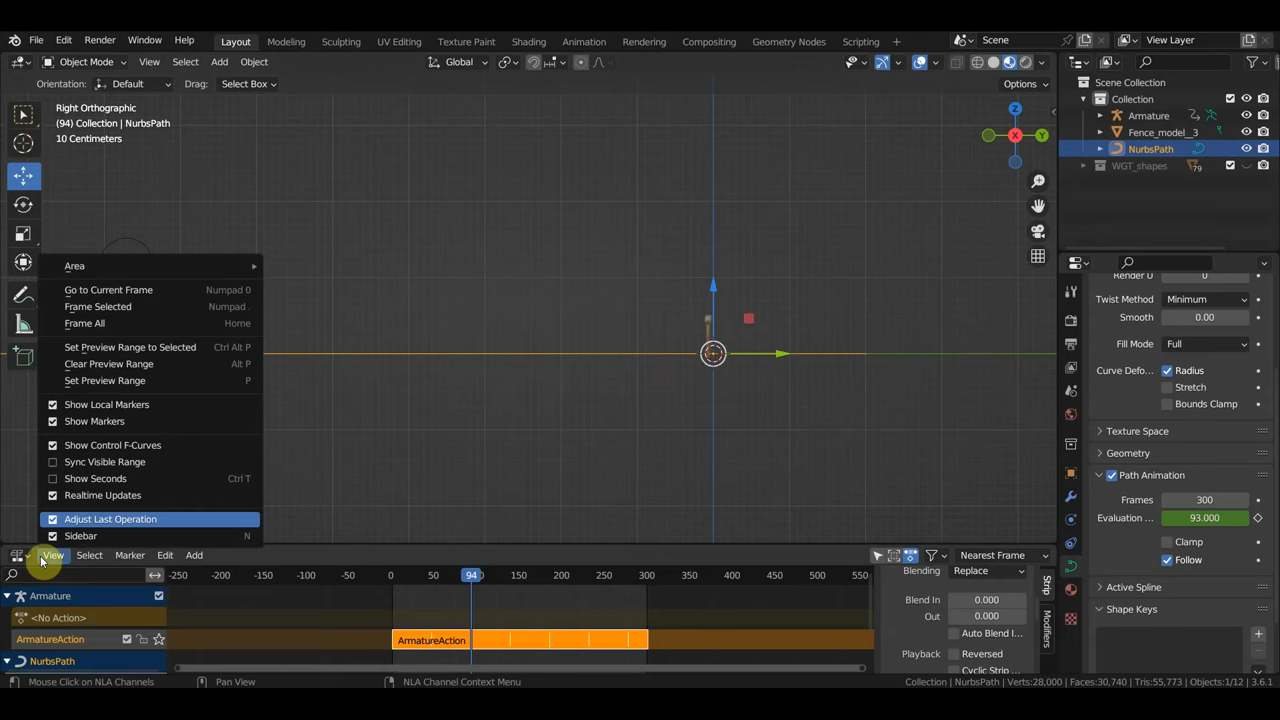 File Edit Render Window Help Layout Modeling Sculpting UV Editing Texture Paint Shading Animation Rendering Compositing Geometry Nodes Scripting + Scene View Layer
Object Mode View Select Add Object Global
Orientation: Default Drag: Select Box Options
Right Orthographic
(94) Collection | NurbsPath
10 Centimeters
Z
X
Y
Scene Collection
Collection
Armature
Fence_model_3
NurbsPath
WGT_shapes 79
Area
Go to Current Frame Numpad 0
Frame Selected Numpad .
Frame All Home
Set Preview Range to Selected Ctrl Alt P
Clear Preview Range Alt P
Set Preview Range P
Show Local Markers
Show Markers
Show Control F-Curves
Sync Visible Range
Show Seconds Ctrl T
Realtime Updates
Adjust Last Operation
Sidebar N
Render U 0
Twist Method Minimum
Smooth 0.00
Fill Mode Full
Curve Defo... Radius
Stretch
Bounds Clamp
Texture Space
Geometry
Path Animation
Frames 300
Evaluation ... 93.000
Clamp
Follow
Active Spline
Shape Keys
View Select Marker Edit Add Nearest Frame
-250 -200 -150 -100 -50 0 50 94 150 200 250 300 350 400 450 500 550
Armature
<No Action>
ArmatureAction ArmatureAction
NurbsPath
Blending Replace
Blend In 0.000
Out 0.000
Auto Blend I...
Playback Reversed
Cyclic Strip
Strip
Modifiers
Mouse Click on NLA Channels Pan View NLA Channel Context Menu Collection | NurbsPath | Verts:28,000 | Faces:30,740 | Tris:55,773 | Objects:1/12 | 3.6.1